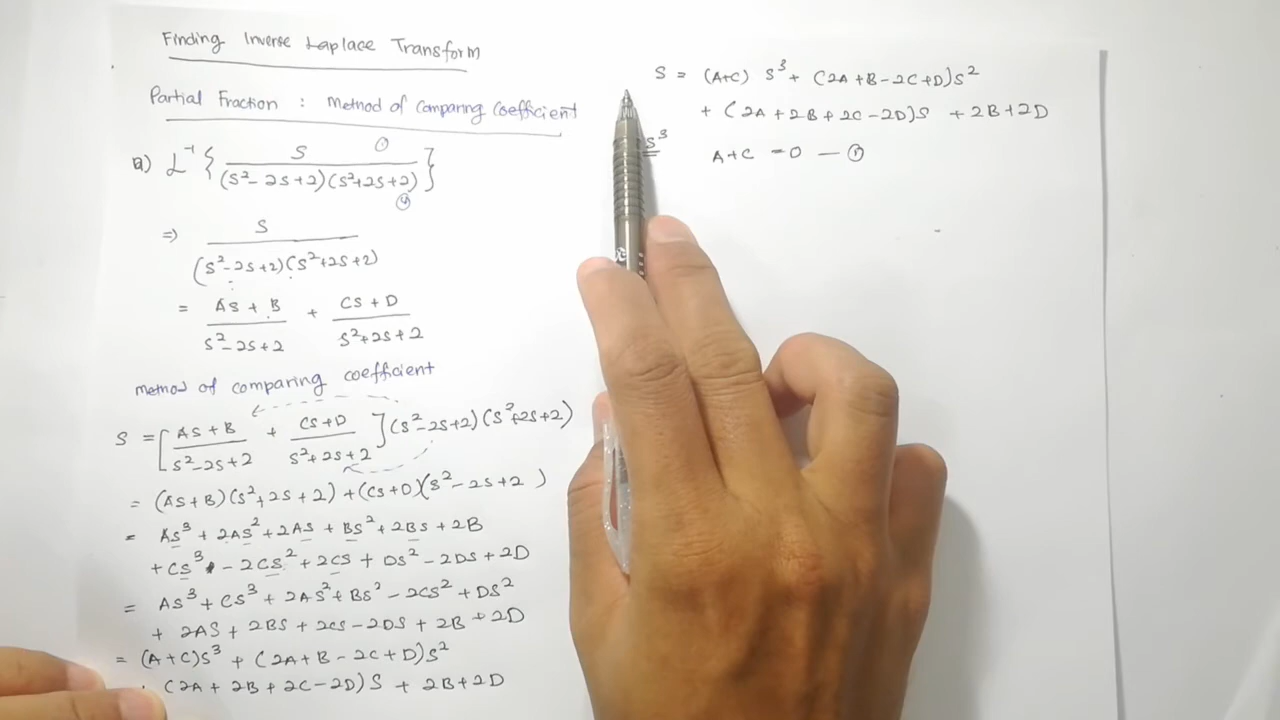 Finding Inverse Laplace Transform
Partial Fraction : Method of Comparing Coefficient
a) L⁻¹ { s / (s² - 2s + 2)(s² + 2s + 2) }
①
④
=> s / (s² - 2s + 2)(s² + 2s + 2)
= (As + B) / (s² - 2s + 2) + (Cs + D) / (s² + 2s + 2)
method of comparing coefficient
s = [ (As + B) / (s² - 2s + 2) + (Cs + D) / (s² + 2s + 2) ] (s² - 2s + 2)(s² + 2s + 2)
= (As + B)(s² + 2s + 2) + (Cs + D)(s² - 2s + 2)
= As³ + 2As² + 2As + Bs² + 2Bs + 2B
+ Cs³ - 2Cs² + 2Cs + Ds² - 2Ds + 2D
= As³ + Cs³ + 2As² + Bs² - 2Cs² + Ds²
+ 2As + 2Bs + 2Cs - 2Ds + 2B + 2D
= (A + C)s³ + (2A + B - 2C + D)s²
(2A + 2B + 2C - 2D)s + 2B + 2D
s = (A+C) s³ + (2A + B - 2C + D)s²
+ (2A + 2B + 2C - 2D)s + 2B + 2D
s³ A+C = 0 — ①